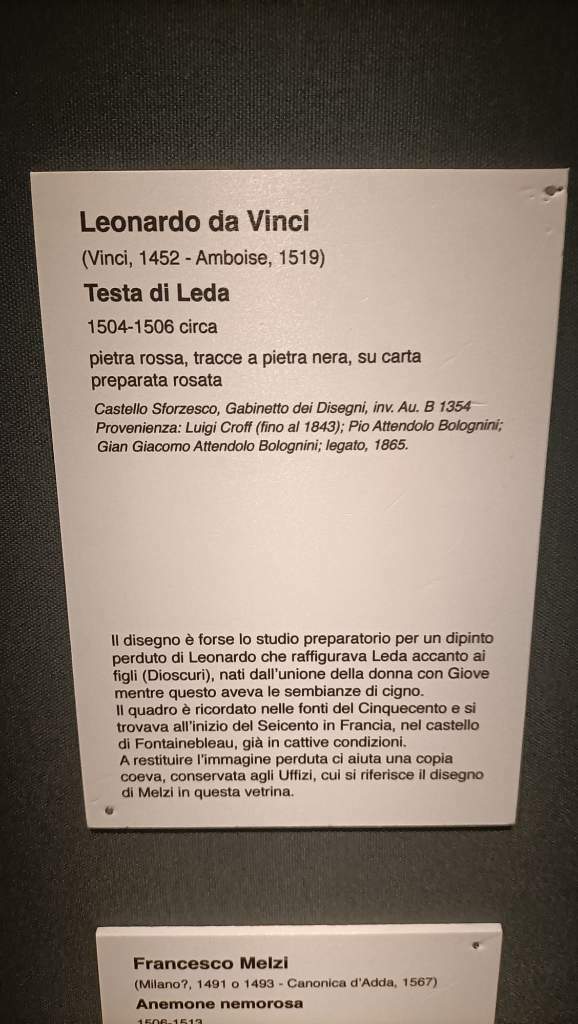 Leonardo da Vinci
(Vinci, 1452 - Amboise, 1519)
Testa di Leda
1504-1506 circa
pietra rossa, tracce a pietra nera, su carta
preparata rosata
Castello Sforzesco, Gabinetto dei Disegni, inv. Au. B 1354
Provenienza: Luigi Croff (fino al 1843); Pio Attendolo Bolognini;
Gian Giacomo Attendolo Bolognini; legato, 1865.
Il disegno è forse lo studio preparatorio per un dipinto
perduto di Leonardo che raffigurava Leda accanto ai
figli (Dioscuri), nati dall'unione della donna con Giove
mentre questo aveva le sembianze di cigno.
Il quadro è ricordato nelle fonti del Cinquecento e si
trovava all'inizio del Seicento in Francia, nel castello
di Fontainebleau, già in cattive condizioni.
A restituire l'immagine perduta ci aiuta una copia
coeva, conservata agli Uffizi, cui si riferisce il disegno
di Melzi in questa vetrina.
Francesco Melzi
(Milano?, 1491 o 1493 - Canonica d'Adda, 1567)
Anemone nemorosa
1506-1513